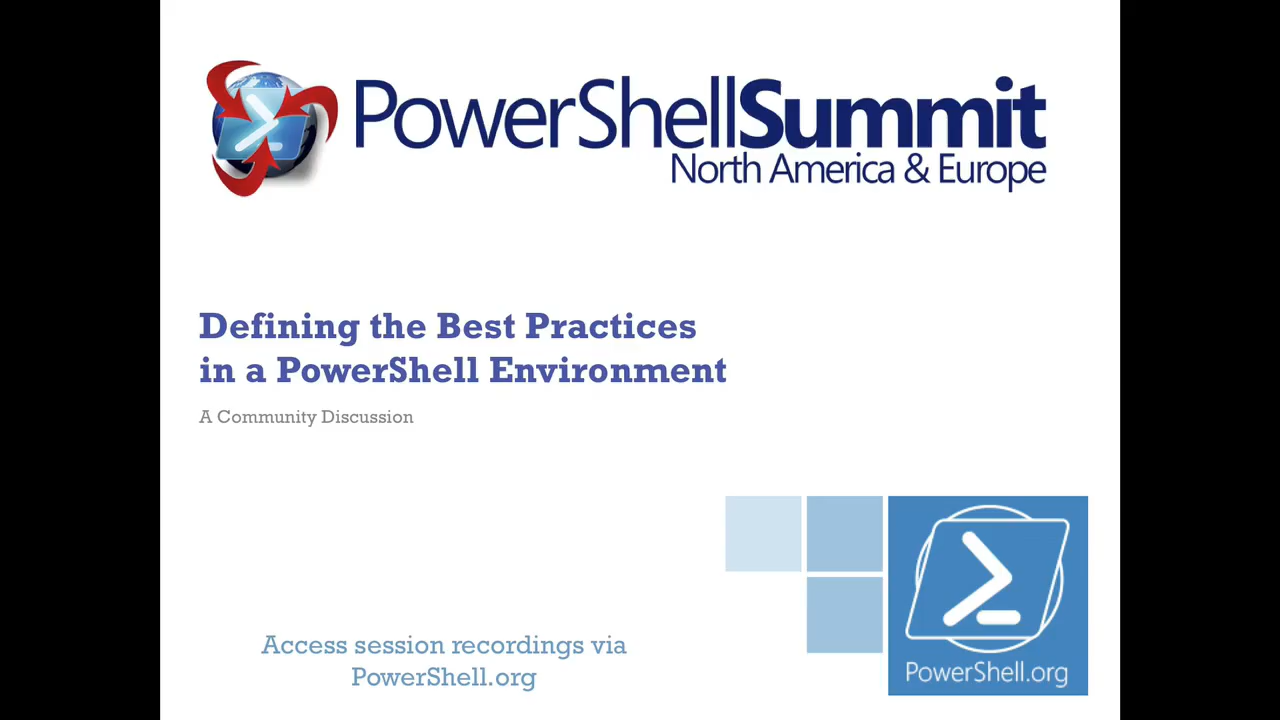 PowerShellSummit
North America & Europe
Defining the Best Practices
in a PowerShell Environment
A Community Discussion
Access session recordings via
PowerShell.org
PowerShell.org